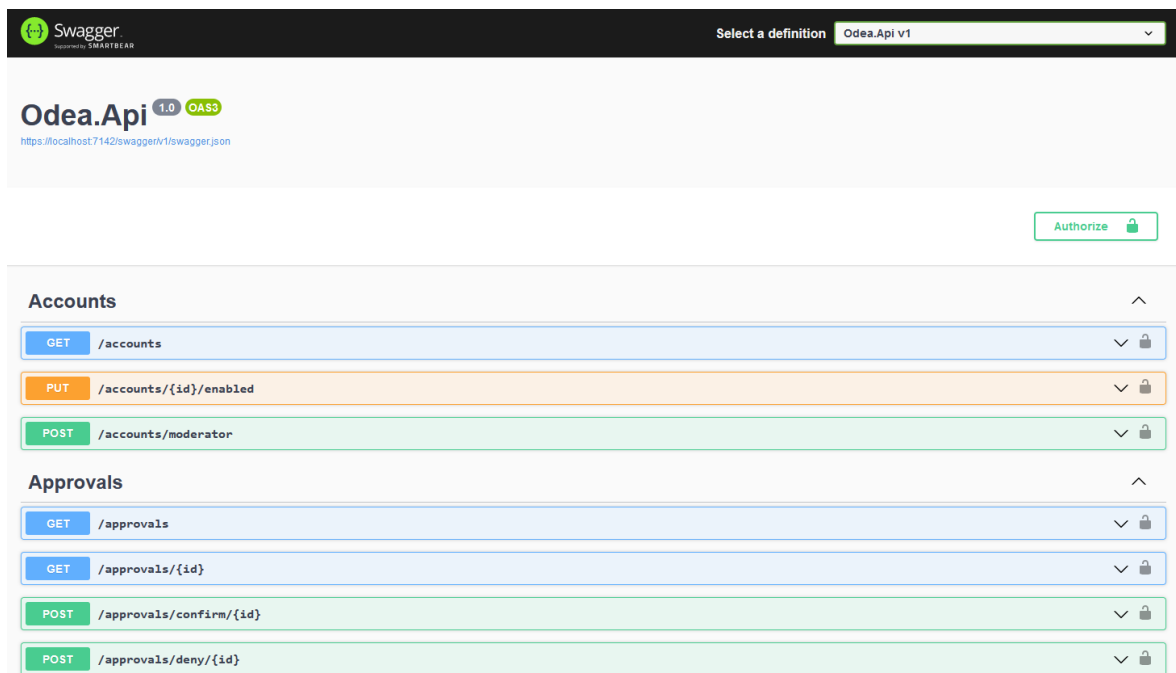 Swagger.
Supported by SMARTBEAR
Select a definition
Odea.Api v1
Odea.Api 1.0 OAS3
https://localhost:7142/swagger/v1/swagger.json
Authorize
Accounts
GET /accounts
PUT /accounts/{id}/enabled
POST /accounts/moderator
Approvals
GET /approvals
GET /approvals/{id}
POST /approvals/confirm/{id}
POST /approvals/deny/{id}